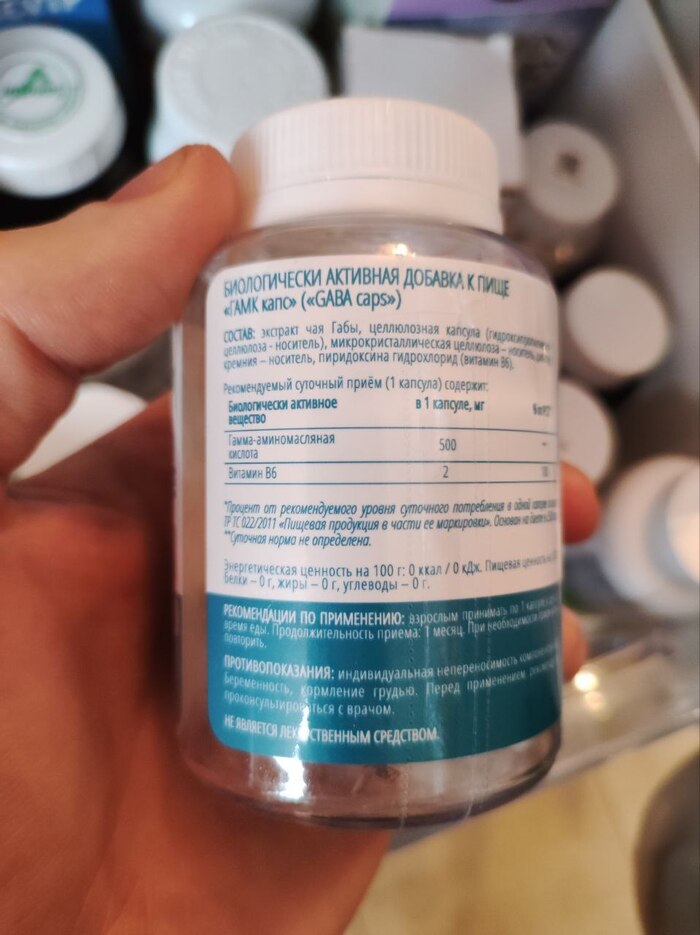 БИОЛОГИЧЕСКИ АКТИВНАЯ ДОБАВКА К ПИЩЕ
«ГАМК капс» («GABA caps»)
СОСТАВ: экстракт чая Габы, целлюлозная капсула
целлюлоза - носитель), микрокристаллическая целлюлоза –
кремния – носитель, пиридоксина гидрохлорид (витамин В6).
Рекомендуемый суточный приём (1 капсула) содержит:
Биологически активное вещество
в 1 капсуле, мг
Гамма-аминомасляная кислота
500
—
Витамин В6
2
*Процент от рекомендуемого уровня суточного потребления в одной
ТР ТС 022/2011 «Пищевая продукция в части ее маркировки». Основан на
**Суточная норма не определена.
Энергетическая ценность на 100 г: 0 ккал / 0 кДж. Пищевая ценность на
белки – 0 г, жиры – 0 г, углеводы – 0 г.
РЕКОМЕНДАЦИИ ПО ПРИМЕНЕНИЮ: взрослым принимать по 1 капсуле
время еды. Продолжительность приема: 1 месяц. При необходимости
повторить.
ПРОТИВОПОКАЗАНИЯ: индивидуальная непереносимость
беременность, кормление грудью. Перед применением
проконсультироваться с врачом.
НЕ ЯВЛЯЕТСЯ ЛЕКАРСТВЕННЫМ СРЕДСТВОМ.